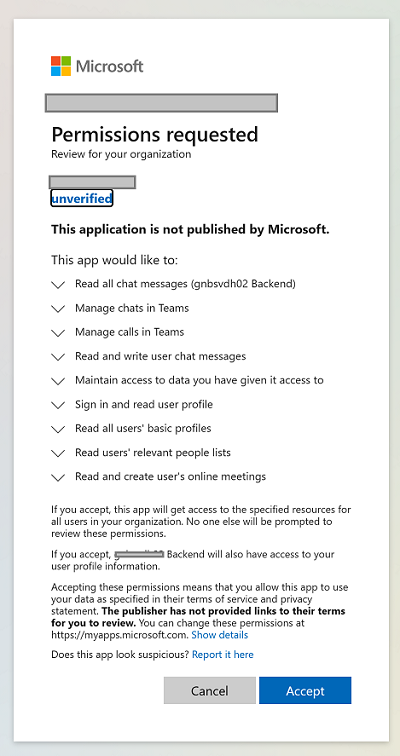 Microsoft
Permissions requested
Review for your organization
unverified
This application is not published by Microsoft.
This app would like to:
Read all chat messages (gnbsvdh02 Backend)
Manage chats in Teams
Manage calls in Teams
Read and write user chat messages
Maintain access to data you have given it access to
Sign in and read user profile
Read all users' basic profiles
Read users' relevant people lists
Read and create user's online meetings
If you accept, this app will get access to the specified resources for
all users in your organization. No one else will be prompted to
review these permissions.
If you accept, Backend will also have access to your
user profile information.
Accepting these permissions means that you allow this app to use
your data as specified in their terms of service and privacy
statement. The publisher has not provided links to their terms
for you to review. You can change these permissions at
https://myapps.microsoft.com. Show details
Does this app look suspicious? Report it here
Cancel
Accept